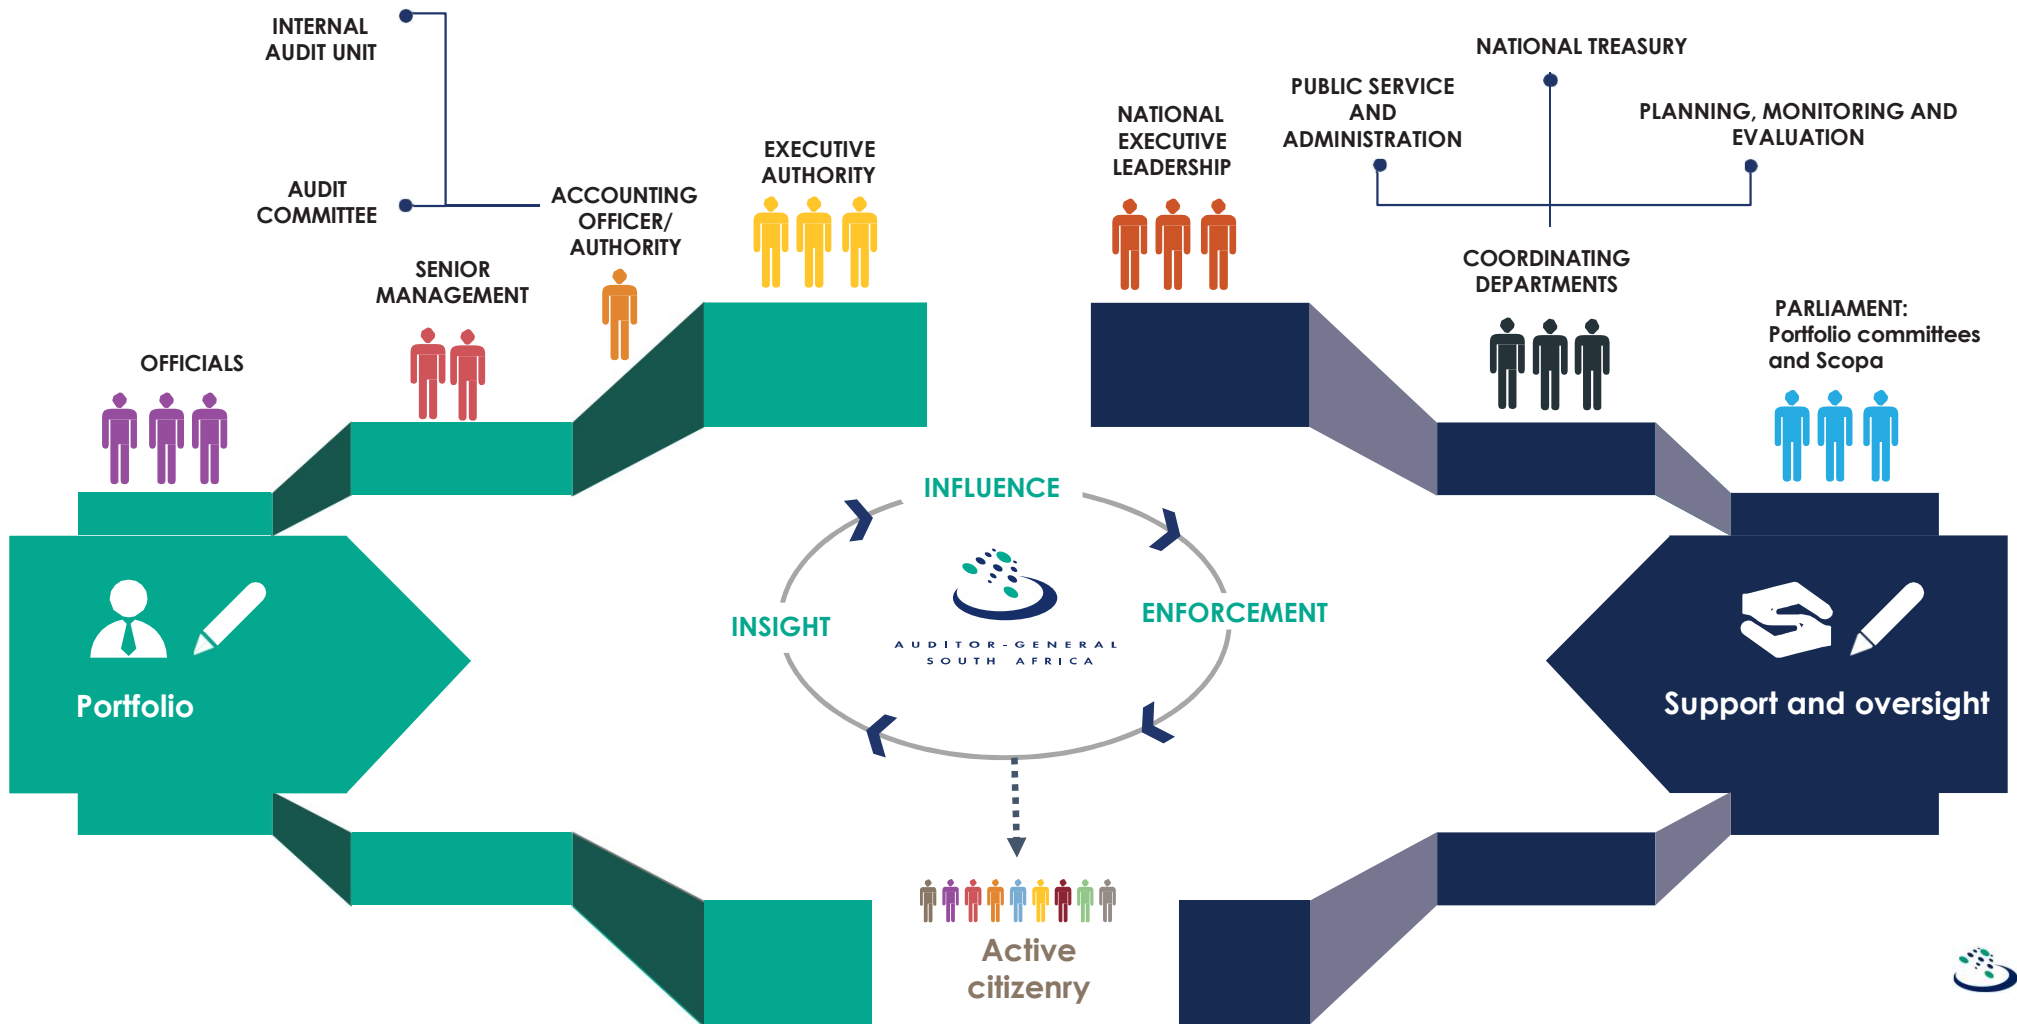 INTERNAL
AUDIT UNIT
AUDIT
COMMITTEE
ACCOUNTING
OFFICER/
AUTHORITY
EXECUTIVE
AUTHORITY
SENIOR
MANAGEMENT
OFFICIALS
NATIONAL
EXECUTIVE
LEADERSHIP
PUBLIC SERVICE
AND
ADMINISTRATION
NATIONAL TREASURY
PLANNING, MONITORING AND
EVALUATION
COORDINATING
DEPARTMENTS
PARLIAMENT:
Portfolio committees
and Scopa
INFLUENCE
INSIGHT
ENFORCEMENT
AUDITOR-GENERAL
SOUTH AFRICA
Portfolio
Support and oversight
Active
citizenry